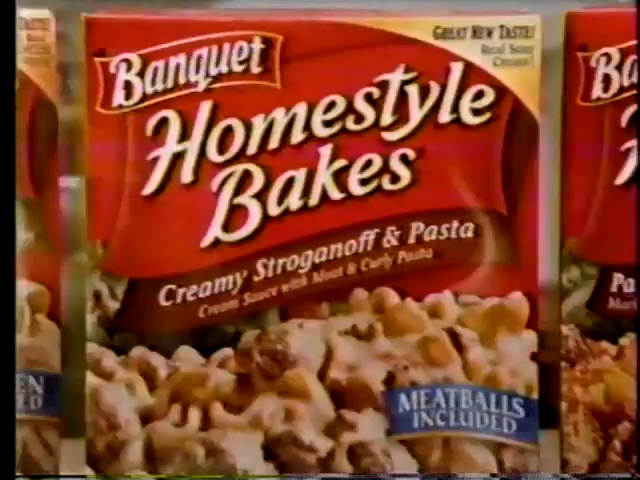 GREAT NEW TASTE!
Real Sour
Cream!
Banquet
Homestyle
Bakes
Creamy Stroganoff & Pasta
Cream Sauce with Meat & Curly Pasta
MEATBALLS
INCLUDED
EN
ED
Ba
Pa